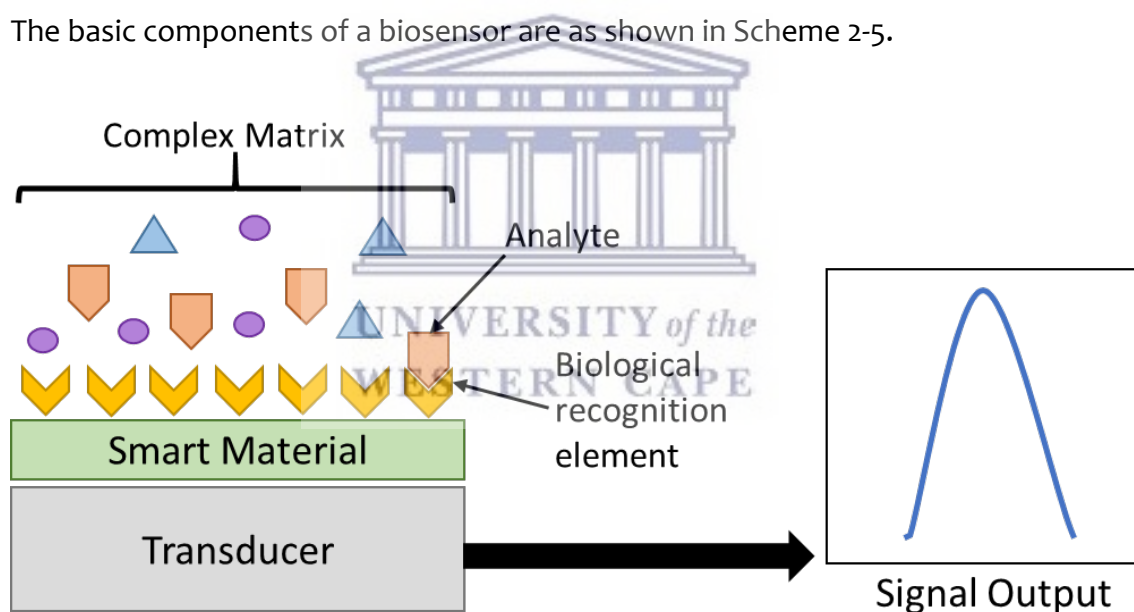 The basic components of a biosensor are as shown in Scheme 2-5.
Complex Matrix
Analyte
UNIVERSITY of the
WESTERN CAPE
Biological
recognition
element
Smart Material
Transducer
Signal Output